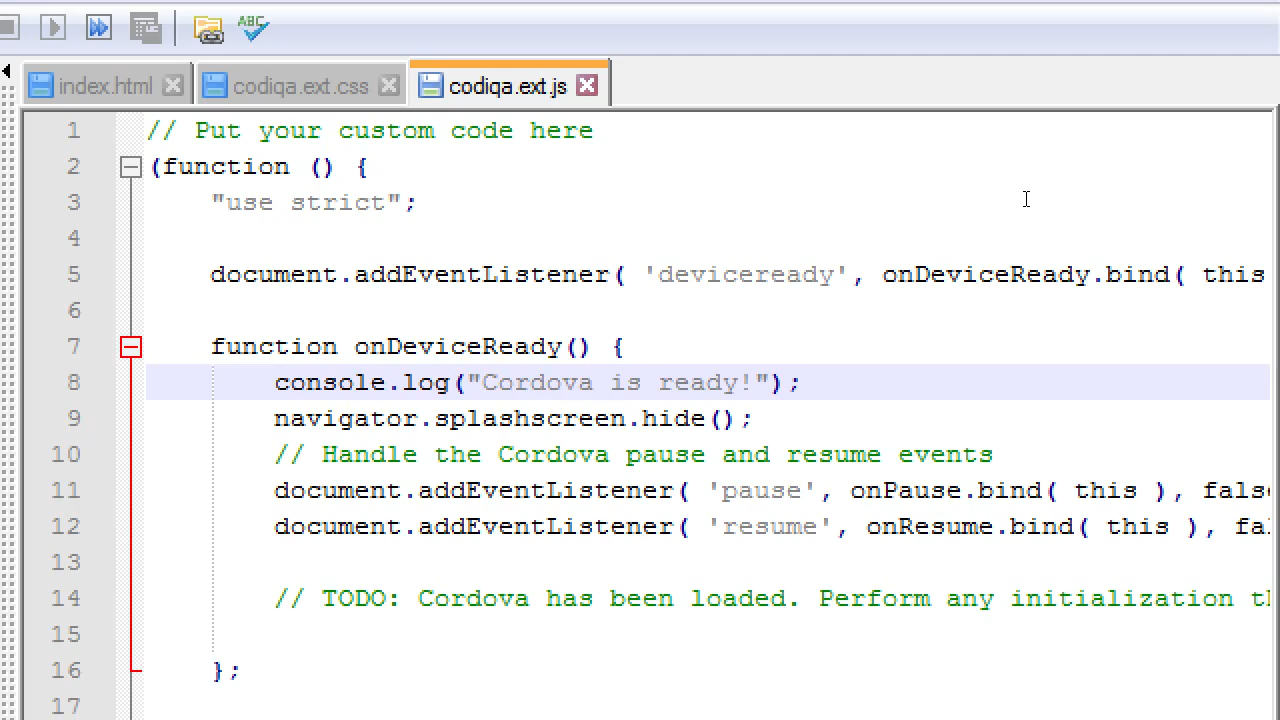 ABC
index.html
codiqa.ext.css
codiqa.ext.js
1 // Put your custom code here
2 (function () {
3 "use strict";
4
5 document.addEventListener( 'deviceready', onDeviceReady.bind( this
6
7 function onDeviceReady() {
8 console.log("Cordova is ready!");
9 navigator.splashscreen.hide();
10 // Handle the Cordova pause and resume events
11 document.addEventListener( 'pause', onPause.bind( this ), fals
12 document.addEventListener( 'resume', onResume.bind( this ), fa
13
14 // TODO: Cordova has been loaded. Perform any initialization t
15
16 };
17